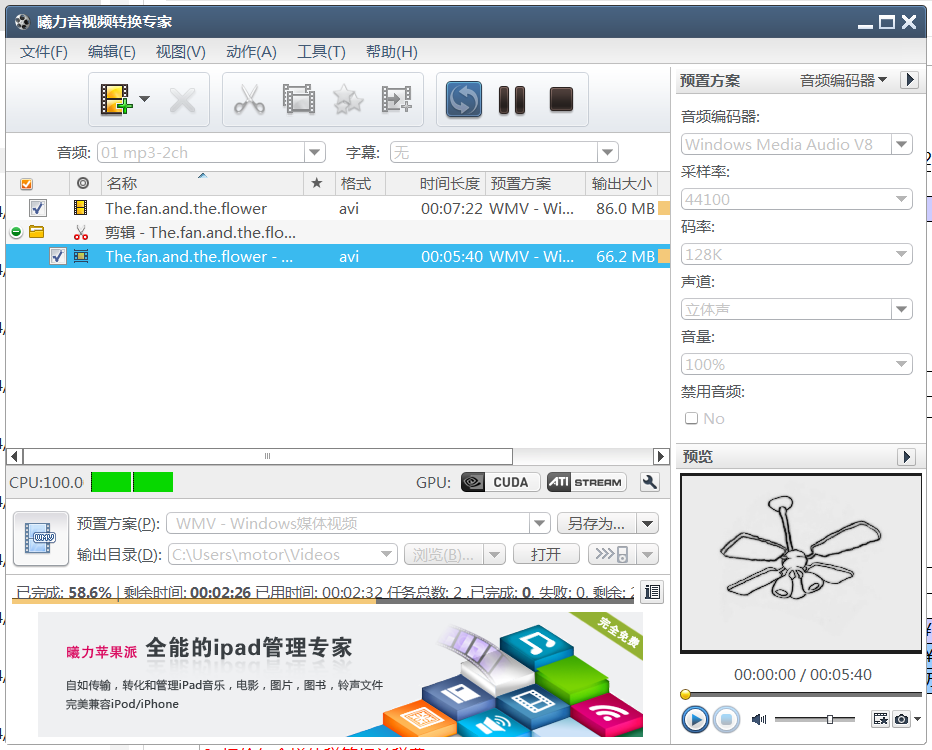 曦力音视频转换专家
文件(F) 编辑(E) 视图(V) 动作(A) 工具(T) 帮助(H)
音频: 01 mp3-2ch 字幕: 无
名称 ★ 格式 时间长度 预置方案 输出大小
The.fan.and.the.flower avi 00:07:22 WMV - Wi... 86.0 MB
剪辑 - The.fan.and.the.flo...
The.fan.and.the.flower - ... avi 00:05:40 WMV - Wi... 66.2 MB
CPU:100.0 GPU: CUDA ATI STREAM
预置方案(P): WMV - Windows媒体视频 另存为...
WMV
输出目录(D): C:\Users\motor\Videos 浏览(B)... 打开
已完成: 58.6% | 剩余时间: 00:02:26 已用时间: 00:02:32 任务总数: 2 ,已完成: 0, 失败: 0, 剩余:
曦力苹果派 全能的ipad管理专家
完全免费
自如传输，转化和管理iPad音乐，电影，图片，图书，铃声文件
完美兼容iPod/iPhone
预置方案 音频编码器
音频编码器:
Windows Media Audio V8
采样率:
44100
码率:
128K
声道:
立体声
音量:
100%
禁用音频:
No
预览
00:00:00 / 00:05:40